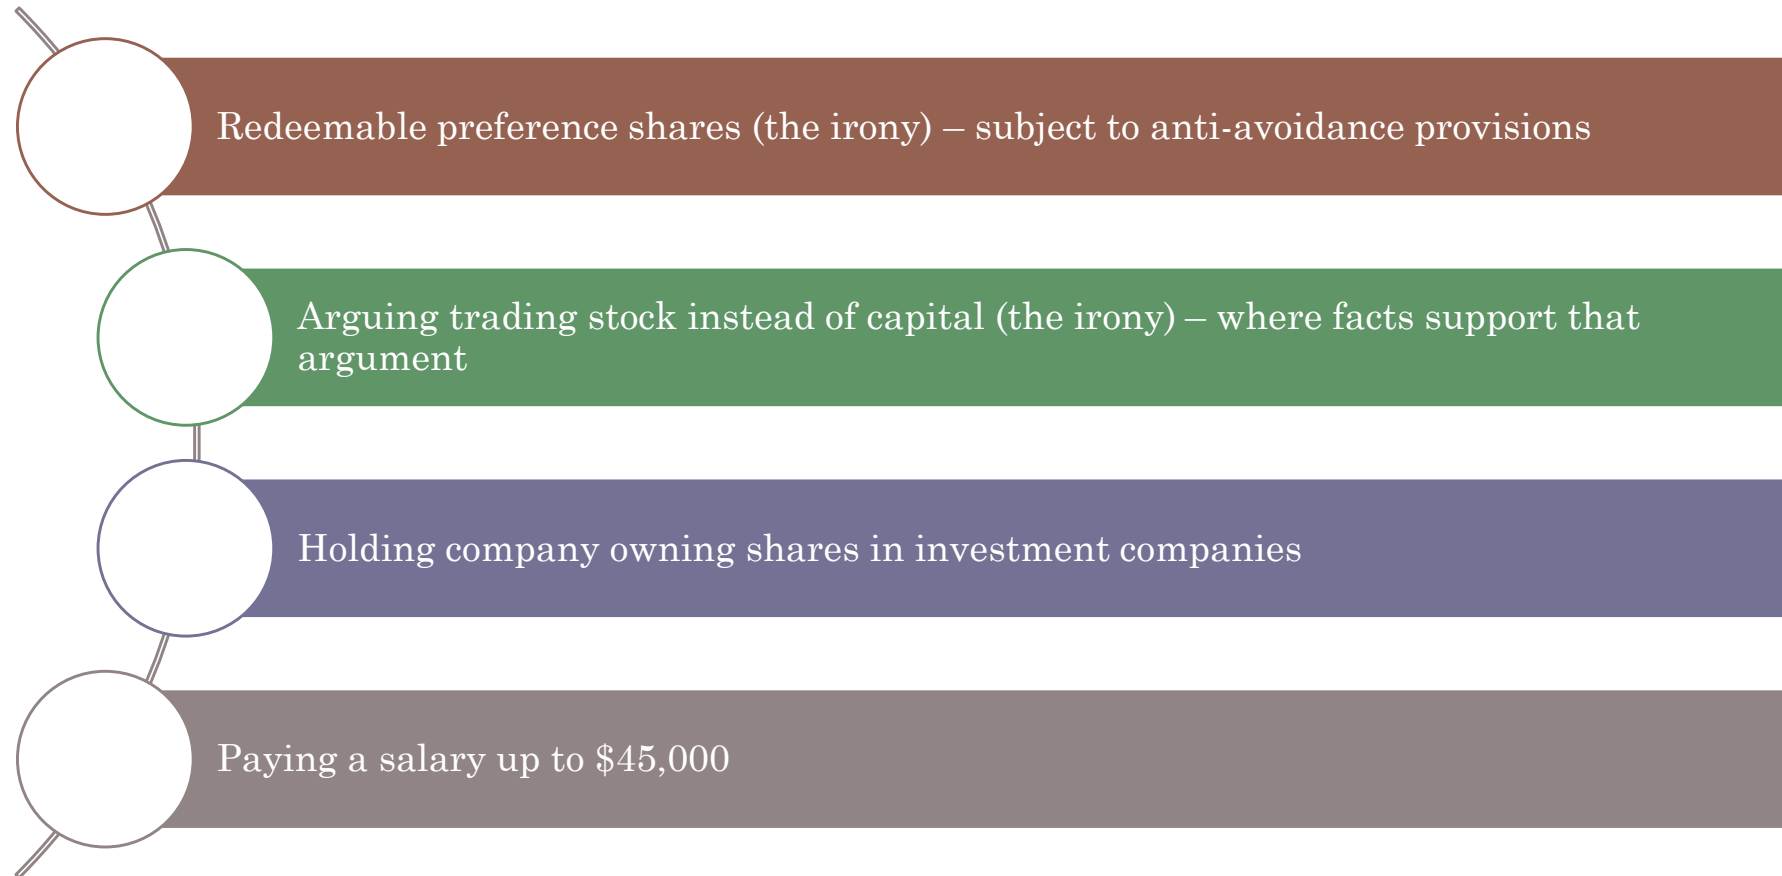 Redeemable preference shares (the irony) – subject to anti-avoidance provisions
Arguing trading stock instead of capital (the irony) – where facts support that
argument
Holding company owning shares in investment companies
Paying a salary up to $45,000